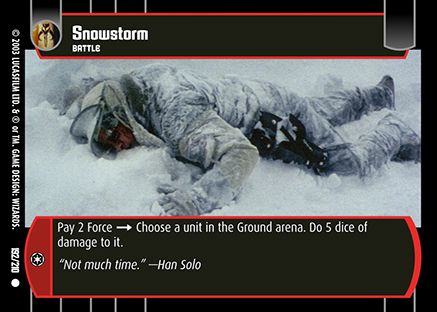 Snowstorm
BATTLE
Pay 2 Force → Choose a unit in the Ground arena. Do 5 dice of
damage to it.
"Not much time." —Han Solo
© 2003 LUCASFILM LTD. & ® or TM. GAME DESIGN: WIZARDS.
152/210